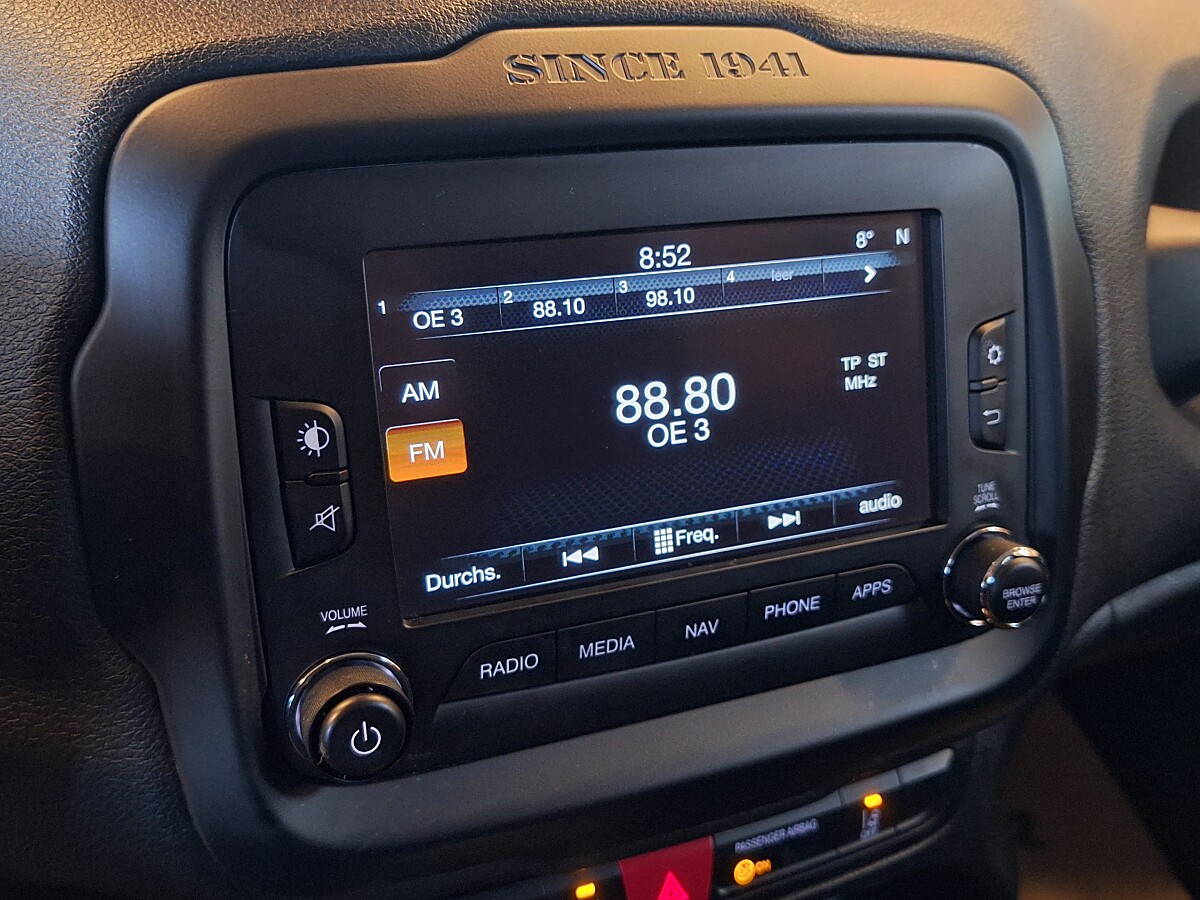 SINCE 1941
8:52
8° N
1 OE 3
2 88.10
3 98.10
4 leer
AM
FM
88.80
OE 3
TP ST
MHz
Durchs.
Freq.
audio
TUNE
SCROLL
BROWSE
ENTER
VOLUME
RADIO
MEDIA
NAV
PHONE
APPS
PASSENGER AIRBAG
ON